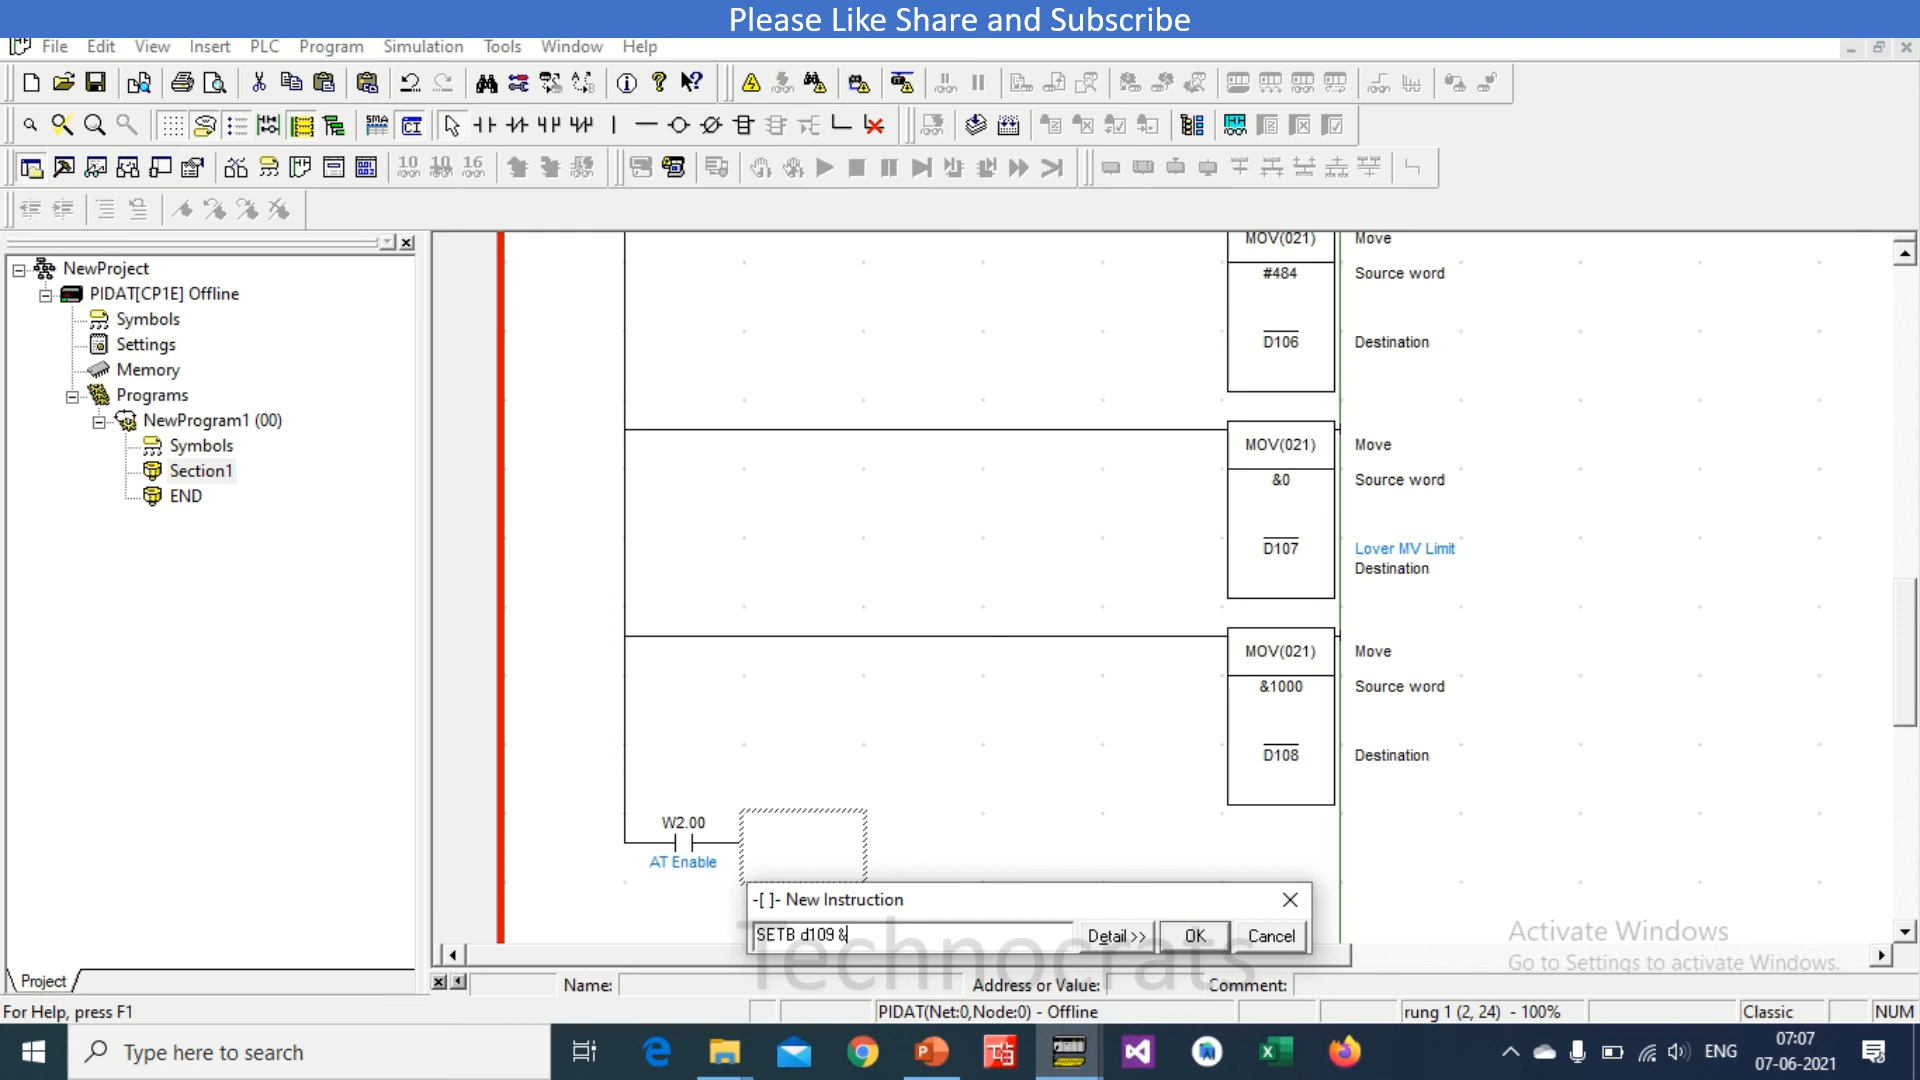 Please Like Share and Subscribe
File Edit View Insert PLC Program Simulation Tools Window Help
10 10 16
NewProject
PIDAT[CP1E] Offline
Symbols
Settings
Memory
Programs
NewProgram1 (00)
Symbols
Section1
END
Project
MOV(021) Move
#484 Source word
D106 Destination
MOV(021) Move
&0 Source word
D107 Lover MV Limit
Destination
MOV(021) Move
&1000 Source word
D108 Destination
W2.00
AT Enable
-[ ]- New Instruction
SETB d109 &
Detail >> OK Cancel
Technocrats
Activate Windows
Go to Settings to activate Windows.
Name: Address or Value: Comment:
For Help, press F1
PIDAT(Net:0,Node:0) - Offline
rung 1 (2, 24) - 100%
Classic
NUM
Type here to search
ENG
07:07
07-06-2021